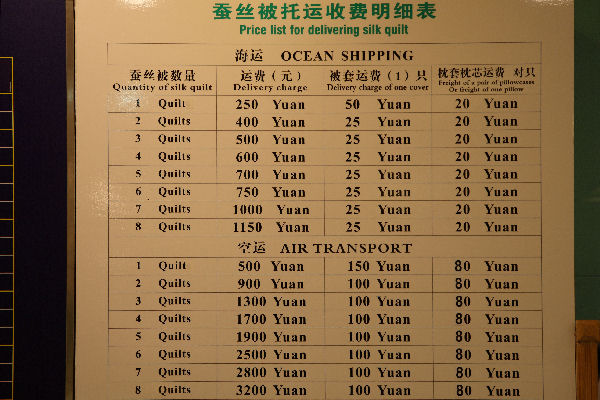 蚕丝被托运收费明细表
Price list for delivering silk quilt
海运 OCEAN SHIPPING
蚕丝被数量 运费（元） 被套运费（1）只 枕套枕芯运费 对只
Quantity of silk quilt Delivery charge Delivery charge of one cover Freight of a pair of pillowcases
Or freight of one pillow
1 Quilt 250 Yuan 50 Yuan 20 Yuan
2 Quilts 400 Yuan 25 Yuan 20 Yuan
3 Quilts 500 Yuan 25 Yuan 20 Yuan
4 Quilts 600 Yuan 25 Yuan 20 Yuan
5 Quilts 700 Yuan 25 Yuan 20 Yuan
6 Quilts 750 Yuan 25 Yuan 20 Yuan
7 Quilts 1000 Yuan 25 Yuan 20 Yuan
8 Quilts 1150 Yuan 25 Yuan 20 Yuan
空运 AIR TRANSPORT
1 Quilt 500 Yuan 150 Yuan 80 Yuan
2 Quilts 900 Yuan 100 Yuan 80 Yuan
3 Quilts 1300 Yuan 100 Yuan 80 Yuan
4 Quilts 1700 Yuan 100 Yuan 80 Yuan
5 Quilts 1900 Yuan 100 Yuan 80 Yuan
6 Quilts 2500 Yuan 100 Yuan 80 Yuan
7 Quilts 2800 Yuan 100 Yuan 80 Yuan
8 Quilts 3200 Yuan 100 Yuan 80 Yuan